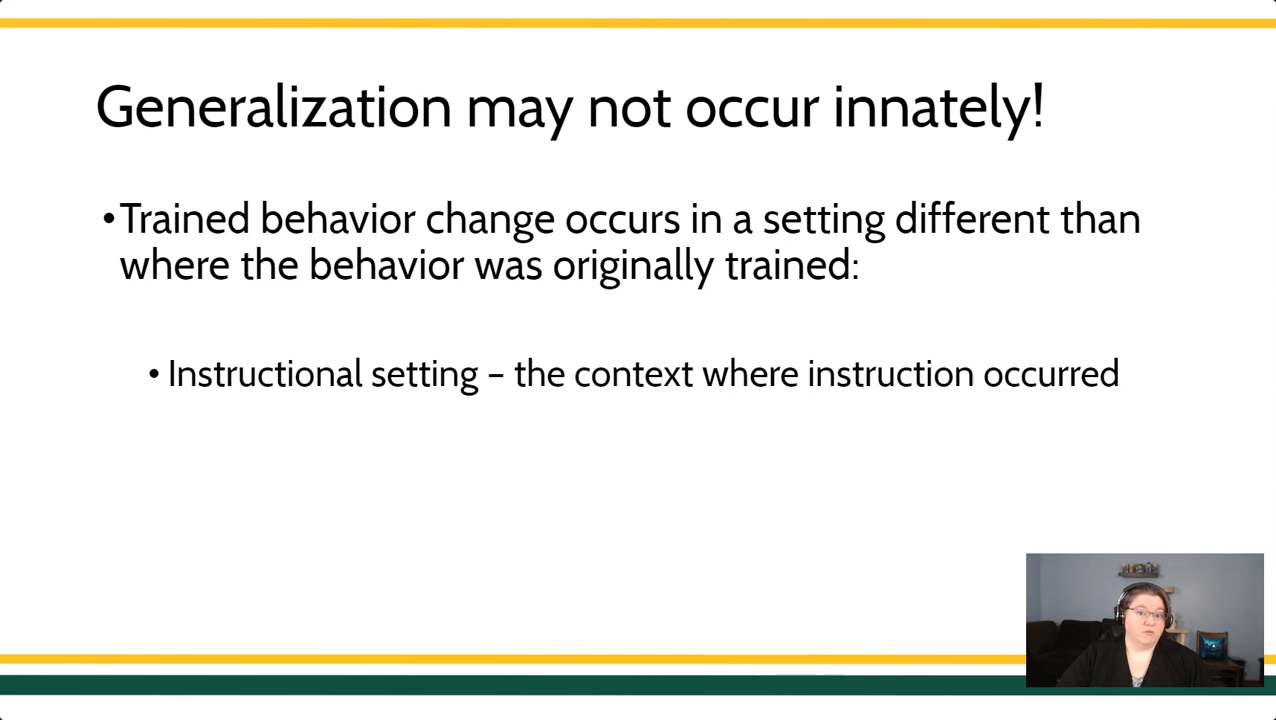 Generalization may not occur innately!
•Trained behavior change occurs in a setting different than
where the behavior was originally trained:
• Instructional setting – the context where instruction occurred